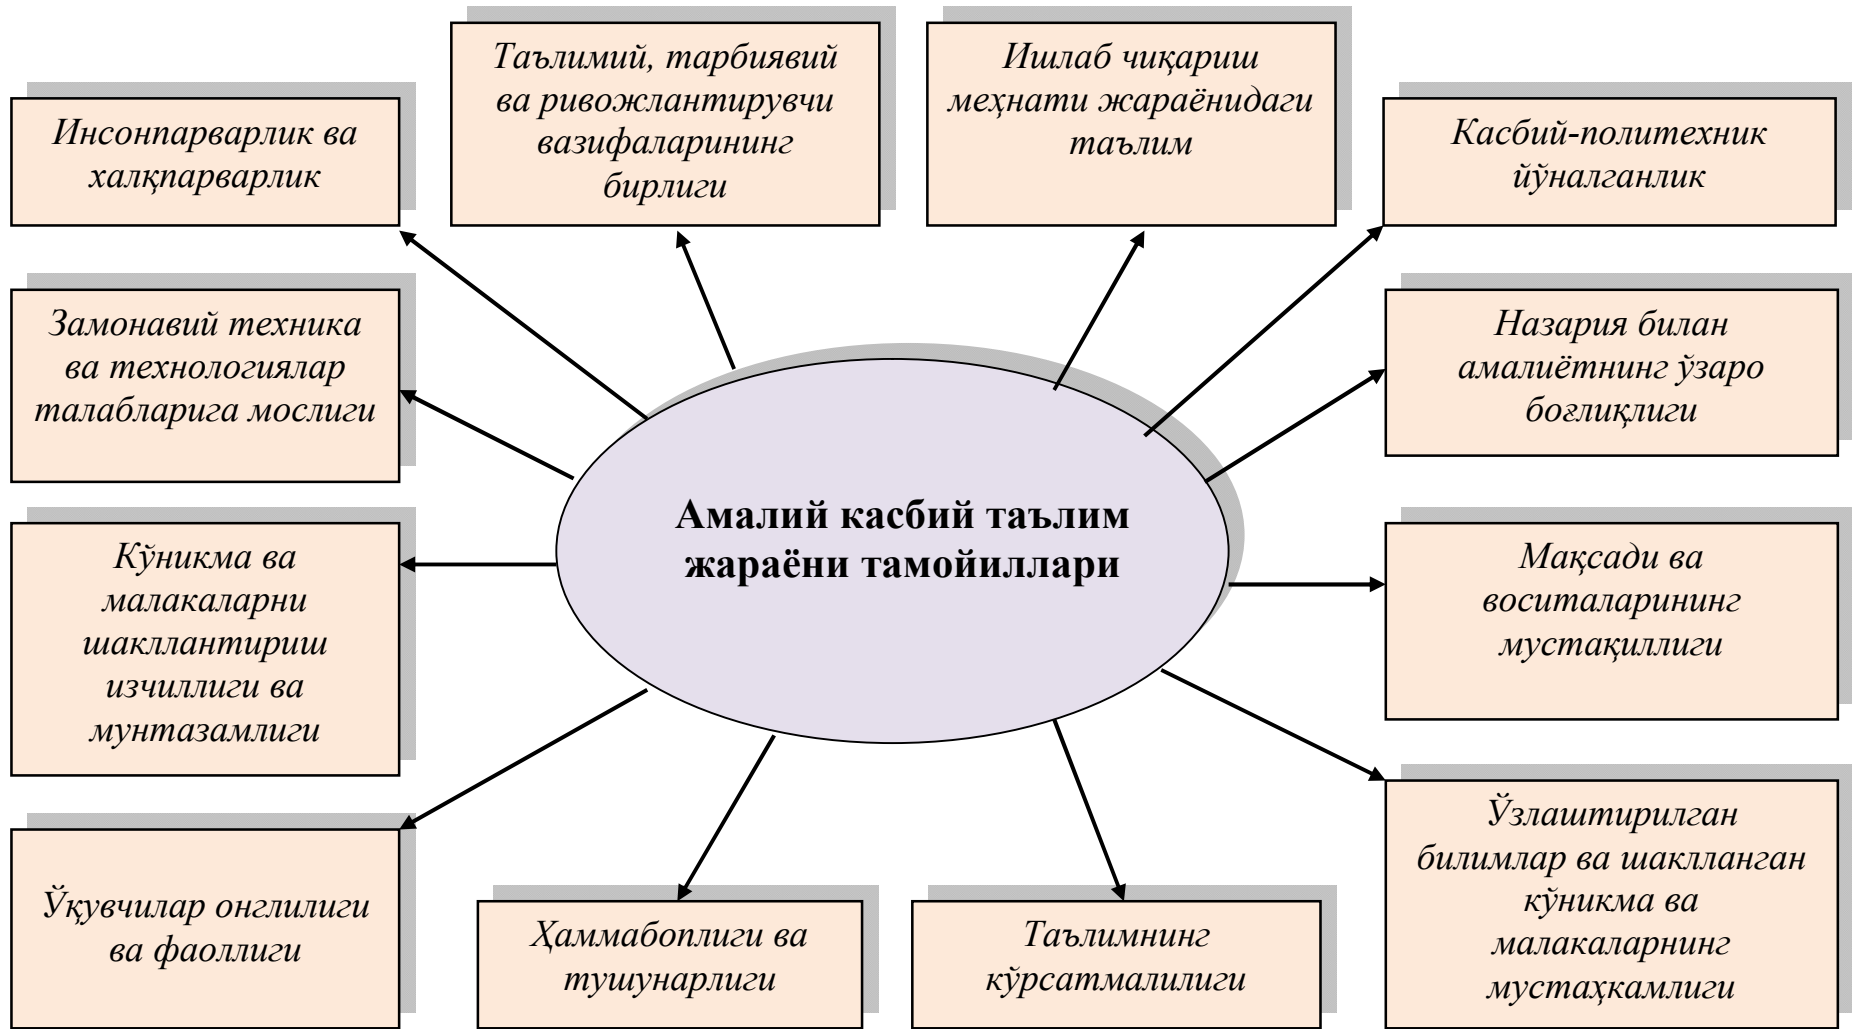 Инсонпарварлик ва
халқпарварлик
Таълимий, тарбиявий
ва ривожлантирувчи
вазифаларининг
бирлиги
Ишлаб чиқариш
меҳнати жараёнидаги
таълим
Касбий-политехник
йўналганлик
Замонавий техника
ва технологиялар
талабларига мослиги
Назария билан
амалиётнинг ўзаро
боғлиқлиги
Амалий касбий таълим
жараёни тамойиллари
Кўникма ва
малакаларни
шакллантириш
изчиллиги ва
мунтазамлиги
Мақсади ва
воситаларининг
мустақиллиги
Ўқувчилар онглилиги
ва фаоллиги
Ҳаммабоплиги ва
тушунарлиги
Таълимнинг
кўрсатмалилиги
Ўзлаштирилган
билимлар ва шаклланган
кўникма ва
малакаларнинг
мустаҳкамлиги